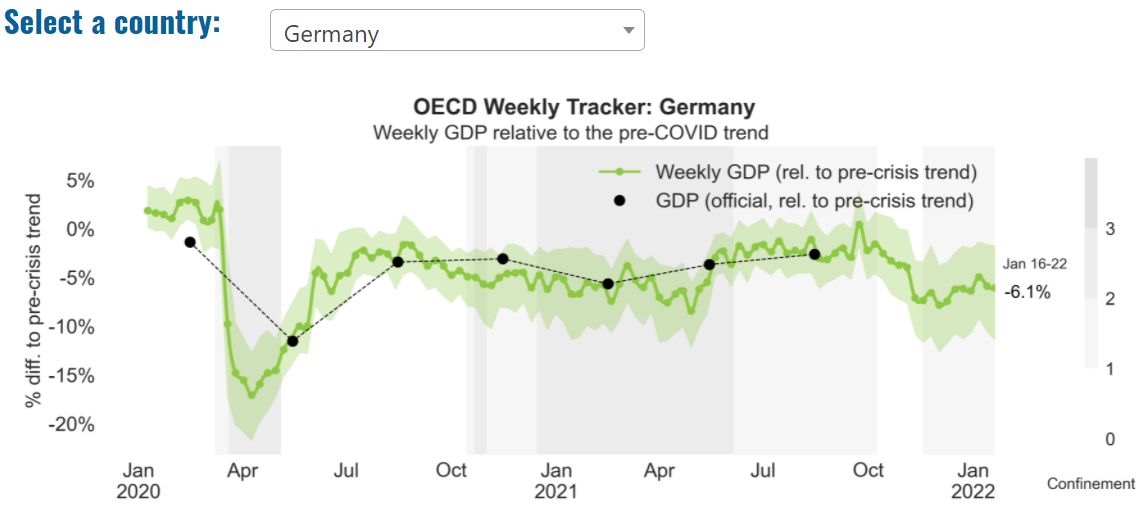 Select a country:
Germany
OECD Weekly Tracker: Germany
Weekly GDP relative to the pre-COVID trend
Weekly GDP (rel. to pre-crisis trend)
GDP (official, rel. to pre-crisis trend)
% diff. to pre-crisis trend
5%
0%
-5%
-10%
-15%
-20%
Jan 16-22
-6.1%
3
2
1
0
Confinement
Jan
2020
Apr
Jul
Oct
Jan
2021
Apr
Jul
Oct
Jan
2022